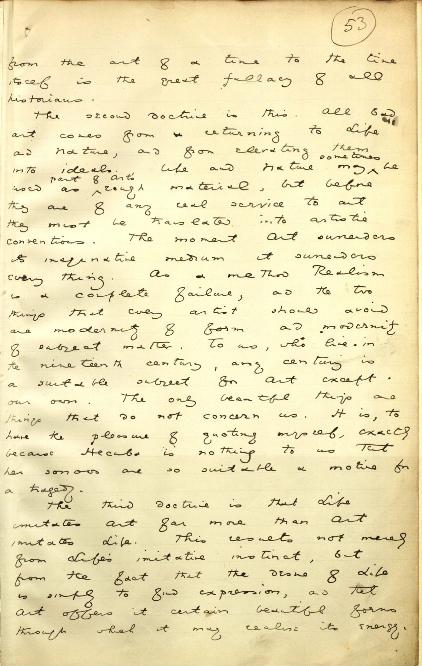 53
from the art of a time to the time
itself is the great fallacy of all
historians.
The second doctrine is this. All bad
art comes from returning to Life
and Nature, and from elevating them
into ideals. Life and Nature may sometimes be
used as part of Art's rough material, but before
they are of any real service to art
they must be translated into artistic
conventions. The moment Art surrenders
its imaginative medium it surrenders
everything. As a method Realism
is a complete failure, and the two
things that every artist should avoid
are modernity of form and modernity
of subject matter. To us, who live in
the nineteenth century, any century is
a suitable subject for art except
our own. The only beautiful things are
things that do not concern us. It is, to
have the pleasure of quoting myself, exactly
because Hecuba is nothing to us that
her sorrows are so suitable a motive for
a tragedy.
The third doctrine is that Life
imitates Art far more than Art
imitates Life. This results not merely
from Life's imitative instinct, but
from the fact that the desire of Life
is simply to find expression, and that
Art offers it certain beautiful forms
through which it may realise its energy.